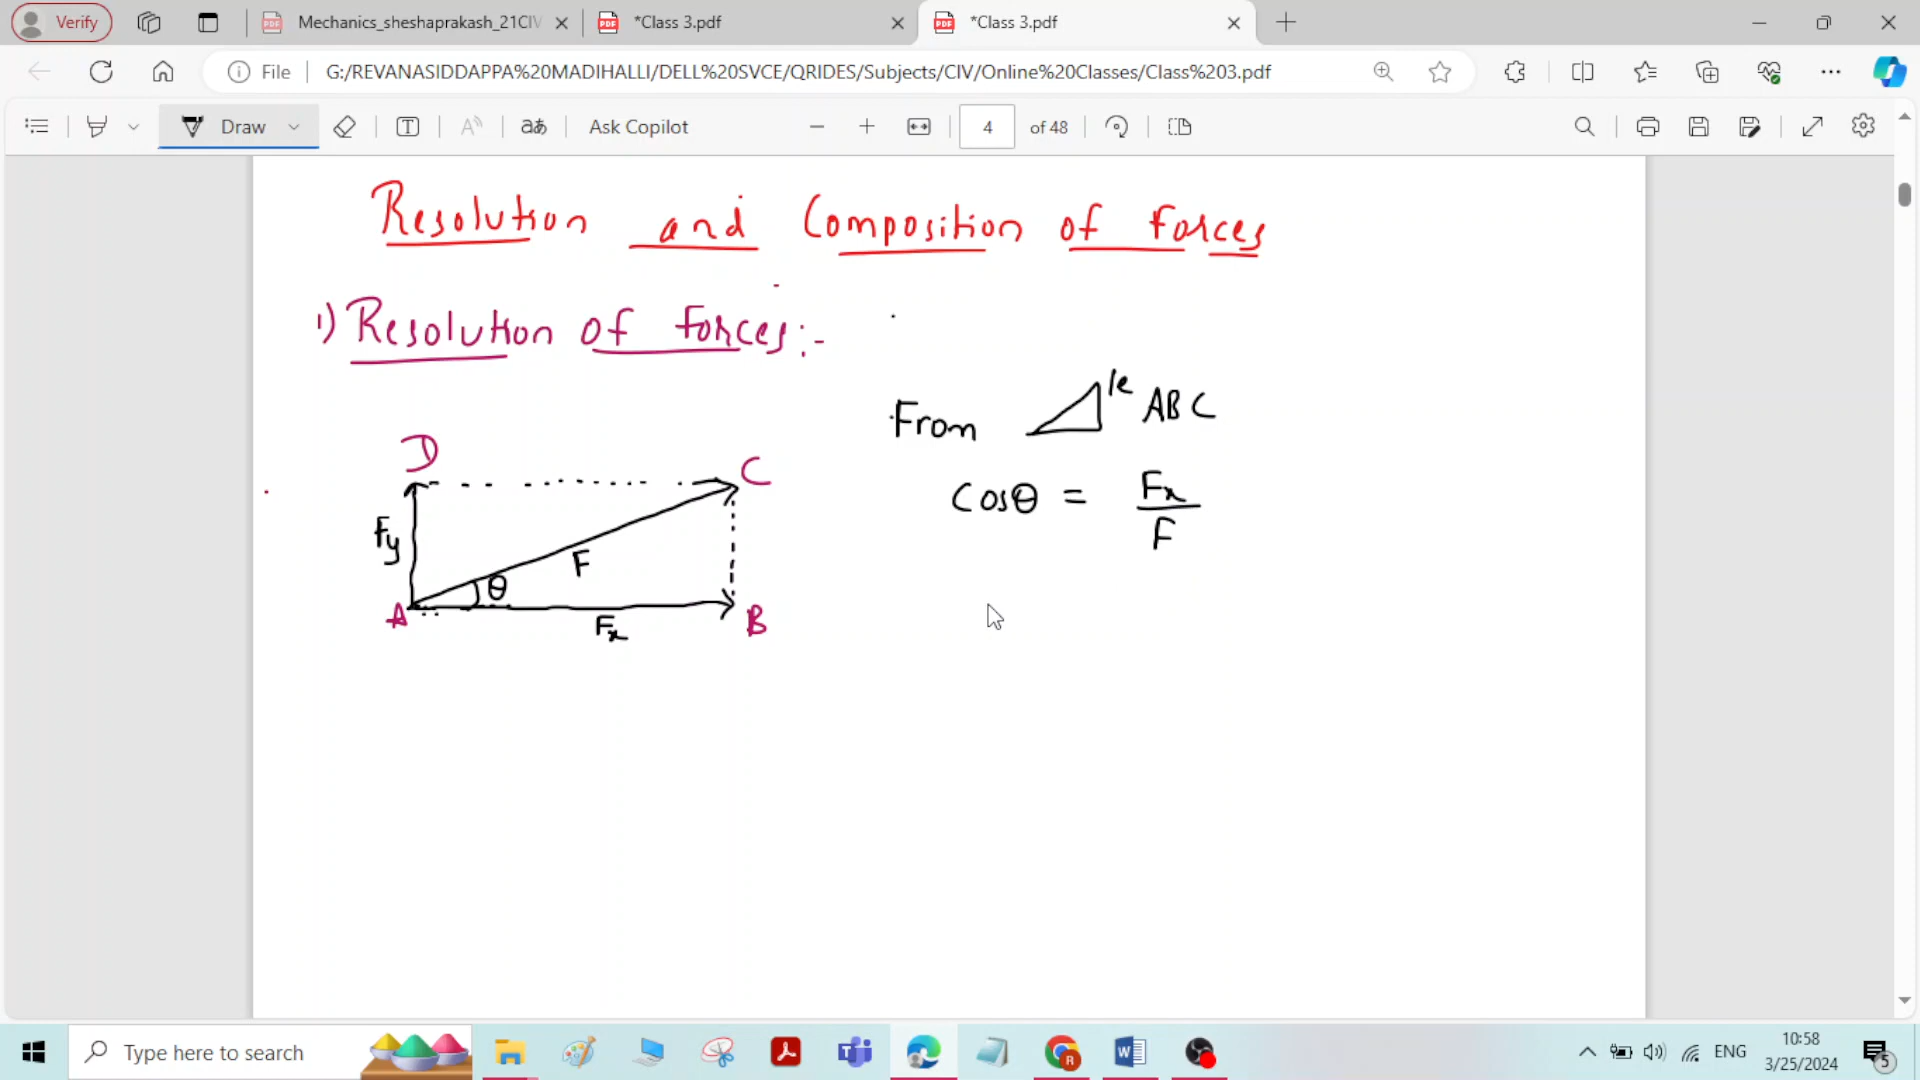 Verify
Mechanics_sheshaprakash_21CIV
*Class 3.pdf
*Class 3.pdf
File
G:/REVANASIDDAPPA%20MADIHALLI/DELL%20SVCE/QRIDES/Subjects/CIV/Online%20Classes/Class%203.pdf
Draw
Ask Copilot
4 of 48
Resolution and Composition of Forces
1) Resolution of Forces :-
From le ABC
D
C
Cosθ = Fx
F
Fy
F
θ
A
Fx
B
Type here to search
ENG
10:58
3/25/2024
5